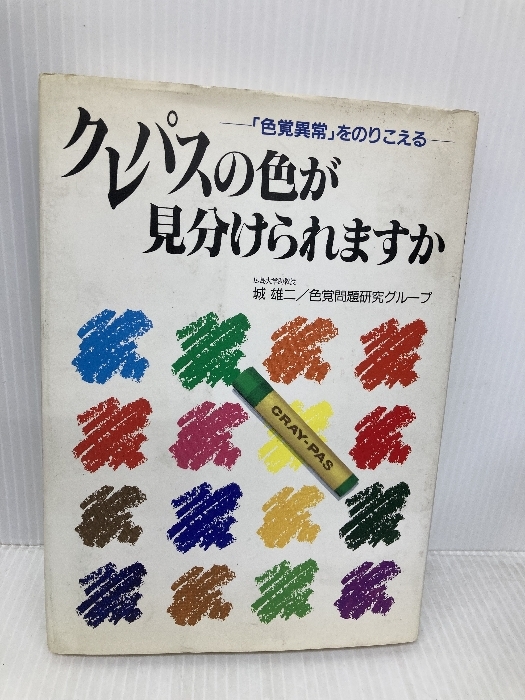 「色覚異常」をのりこえる
クレパスの色が
見分けられますか
城 雄二／色覚問題研究グループ
CRAY-PAS